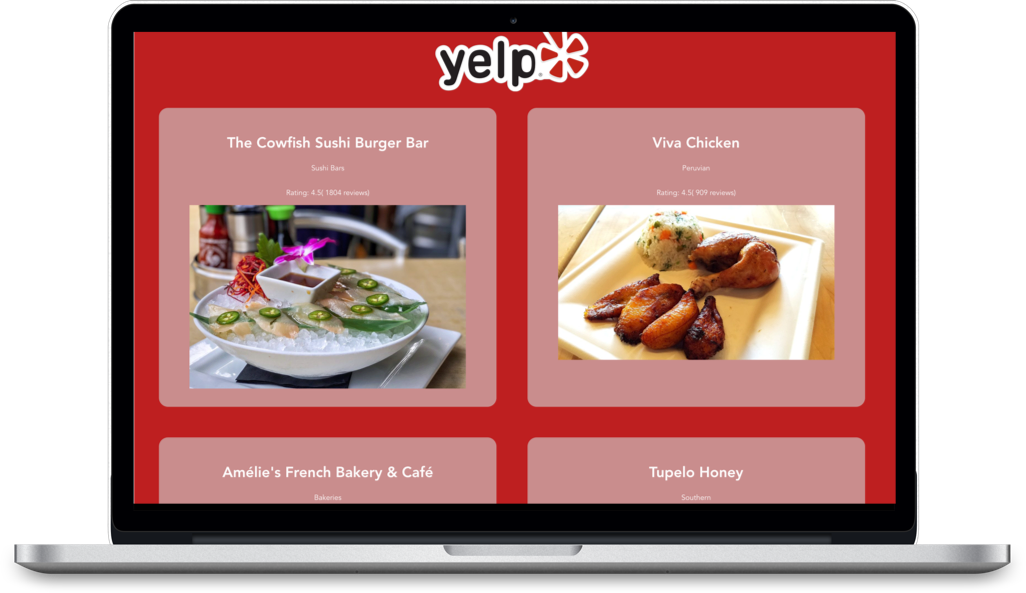 yelp
The Cowfish Sushi Burger Bar
Sushi Bars
Rating: 4.5( 1804 reviews)
Viva Chicken
Peruvian
Rating: 4.5( 909 reviews)
Amélie's French Bakery & Café
Bakeries
Tupelo Honey
Southern